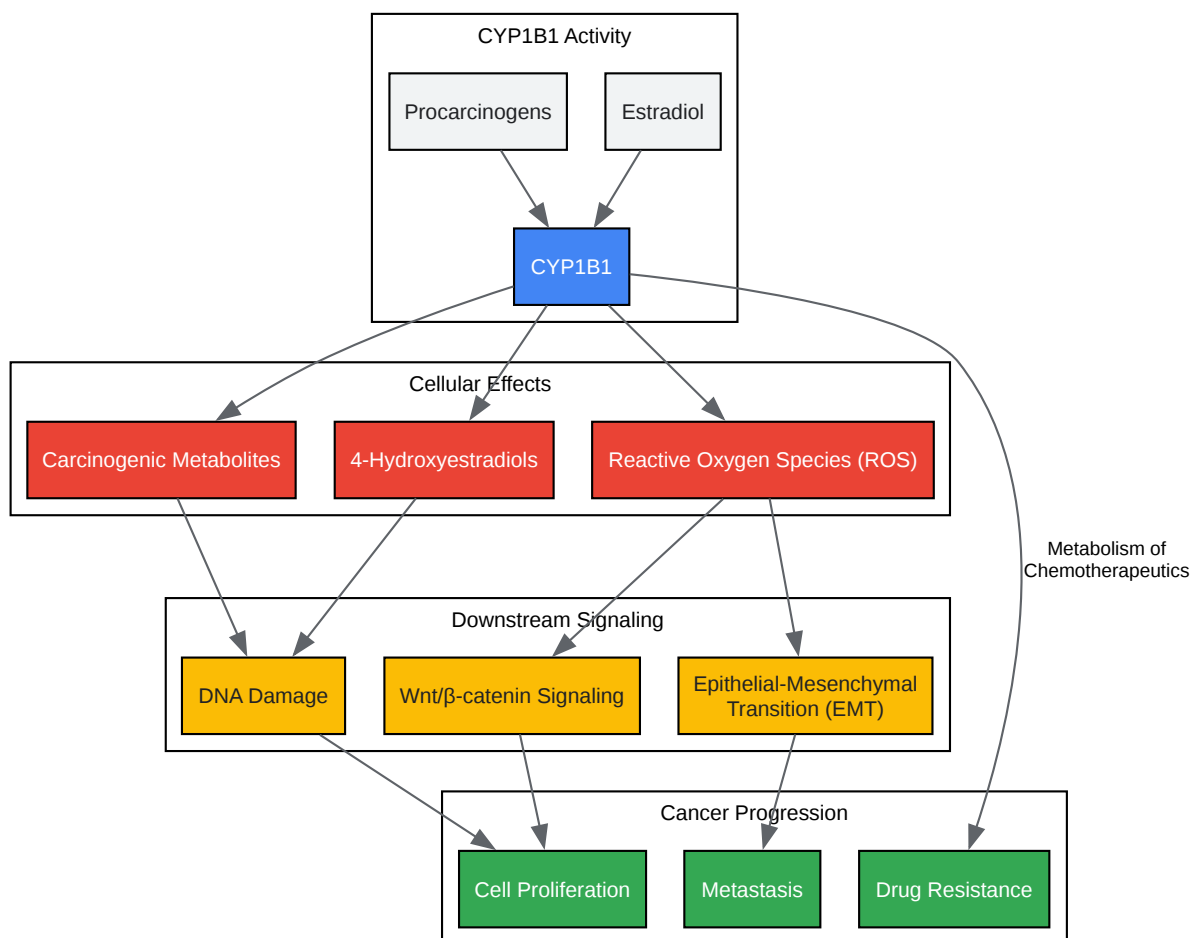 CYP1B1 Activity
Procarcinogens
Estradiol
CYP1B1
Cellular Effects
Carcinogenic Metabolites
4-Hydroxyestradiols
Reactive Oxygen Species (ROS)
Metabolism of
Chemotherapeutics
Downstream Signaling
DNA Damage
Wnt/β-catenin Signaling
Epithelial-Mesenchymal
Transition (EMT)
Cancer Progression
Cell Proliferation
Metastasis
Drug Resistance